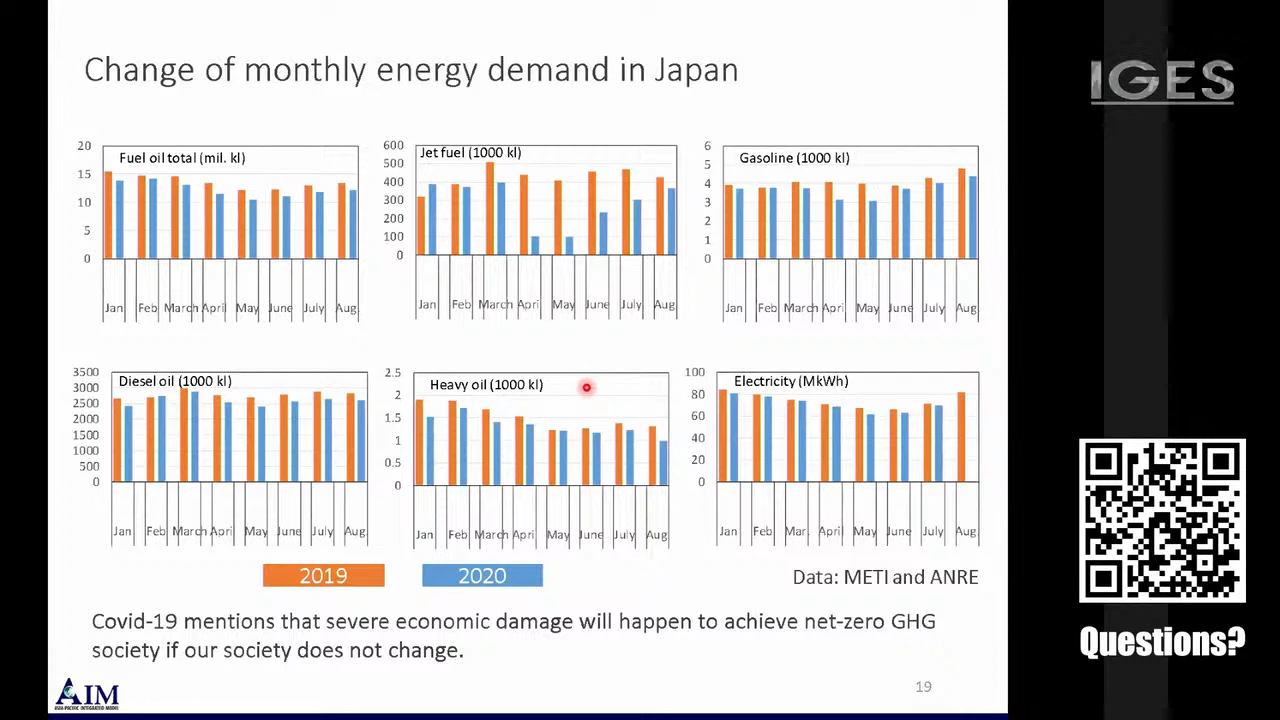 Change of monthly energy demand in Japan
IGES
Fuel oil total (mil. kl)
20
15
10
5
0
Jan Feb March April May June July Aug.
Jet fuel (1000 kl)
600
500
400
300
200
100
0
Jan Feb March April May June July Aug.
Gasoline (1000 kl)
6
5
4
3
2
1
0
Jan Feb March April May June July Aug.
Diesel oil (1000 kl)
3500
3000
2500
2000
1500
1000
500
0
Jan Feb March April May June July Aug.
Heavy oil (1000 kl)
2.5
2
1.5
1
0.5
0
Jan Feb March April May June July Aug.
Electricity (MkWh)
100
80
60
40
20
0
Jan Feb Mar. April May June July Aug.
2019 2020 Data: METI and ANRE
Covid-19 mentions that severe economic damage will happen to achieve net-zero GHG
society if our society does not change.
Questions?
AIM
ASIA-PACIFIC INTEGRATED MODEL
19